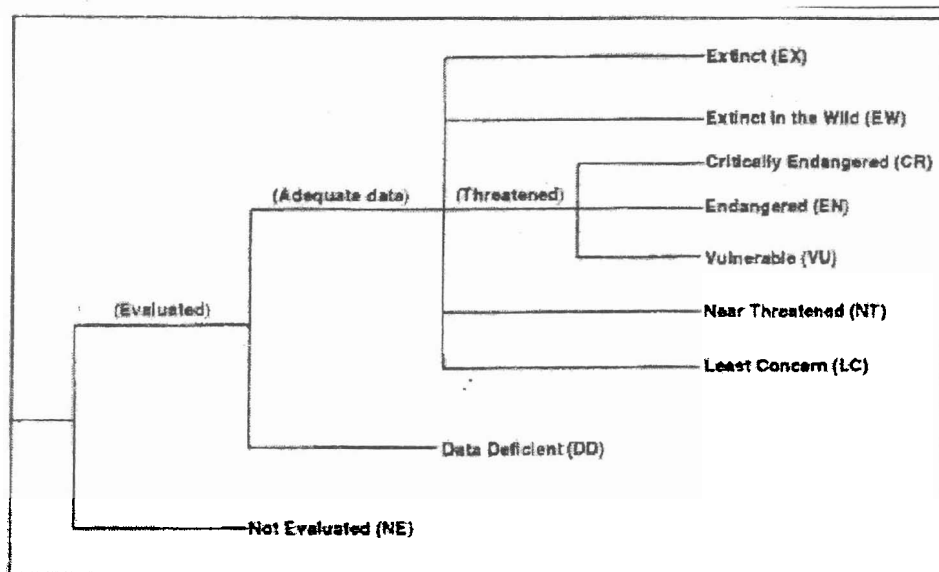 Extinct (EX)
Extinct in the Wild (EW)
Critically Endangered (CR)
(Adequate data)
(Threatened)
Endangered (EN)
Vulnerable (VU)
(Evaluated)
Near Threatened (NT)
Least Concern (LC)
Data Deficient (DD)
Not Evaluated (NE)